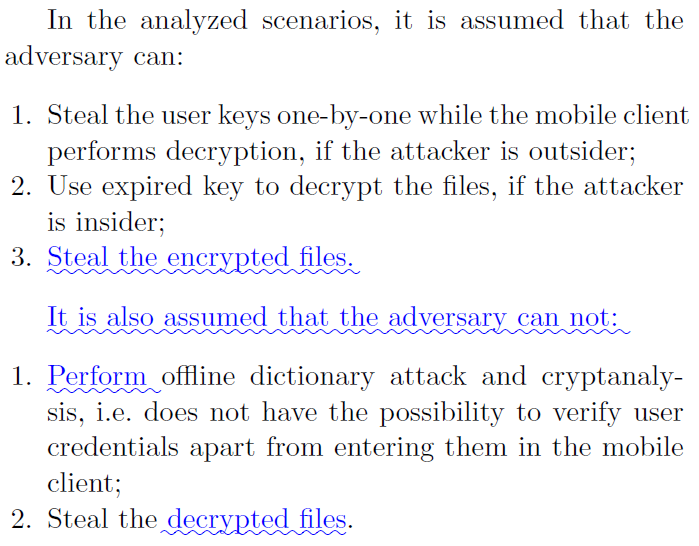 In the analyzed scenarios, it is assumed that the
adversary can:
1. Steal the user keys one-by-one while the mobile client
performs decryption, if the attacker is outsider;
2. Use expired key to decrypt the files, if the attacker
is insider;
3. Steal the encrypted files.
It is also assumed that the adversary can not:
1. Perform offline dictionary attack and cryptanaly-
sis, i.e. does not have the possibility to verify user
credentials apart from entering them in the mobile
client;
2. Steal the decrypted files.